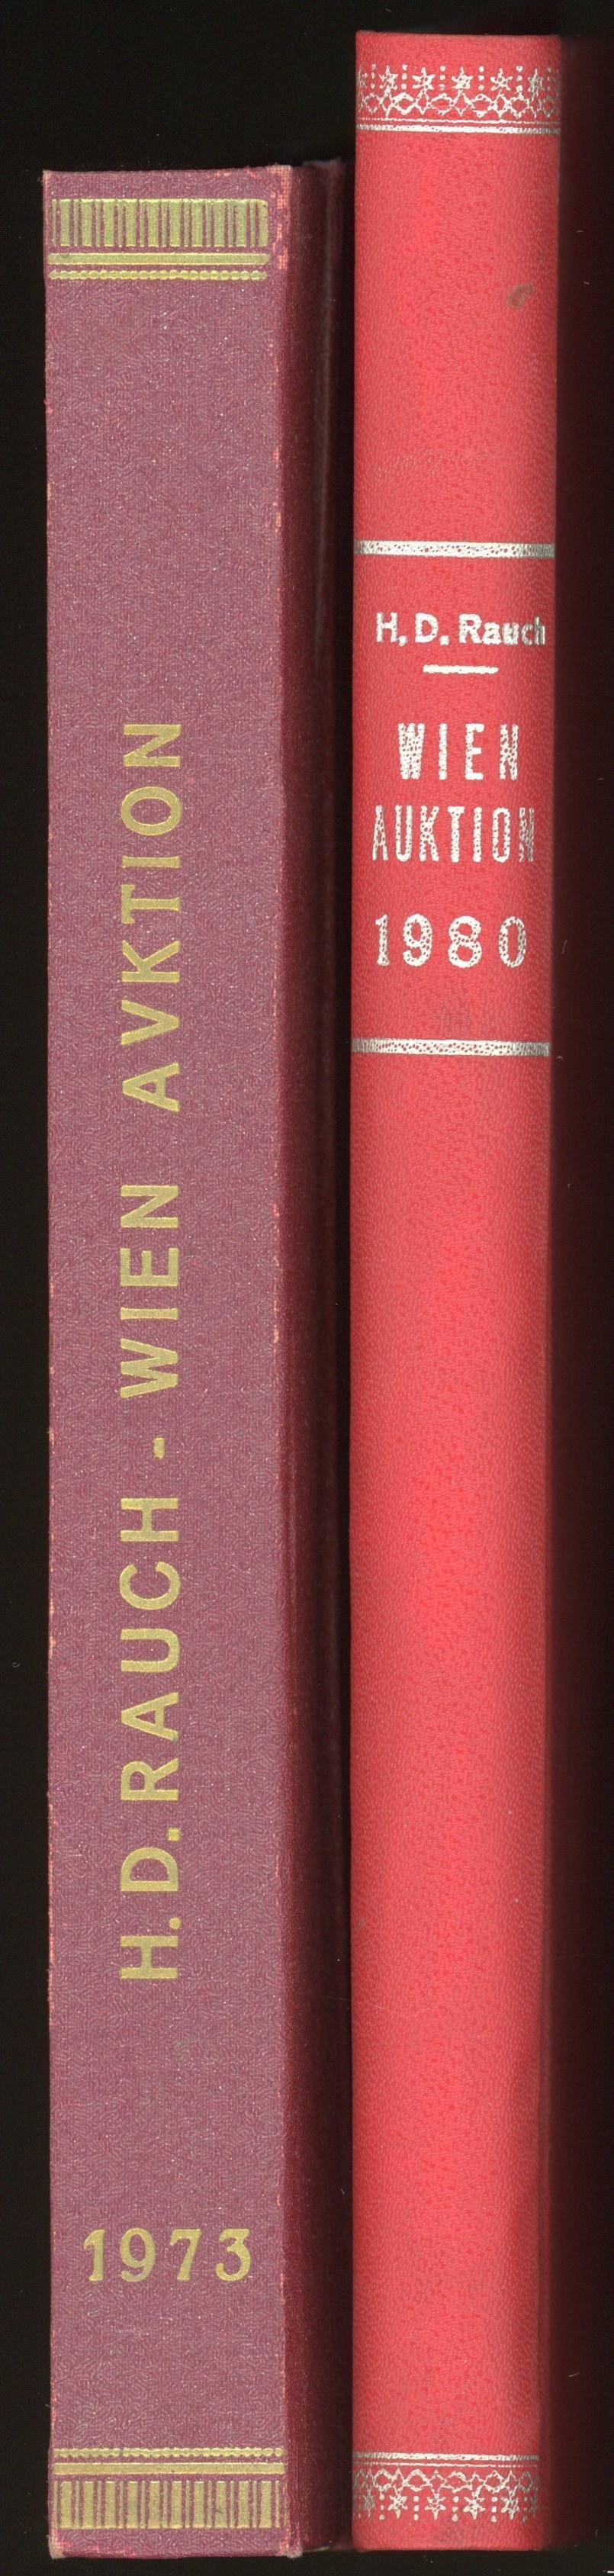 H. D. RAUCH - WIEN AVKTION
1973
H. D. Rauch
WIEN
AUKTION
1980